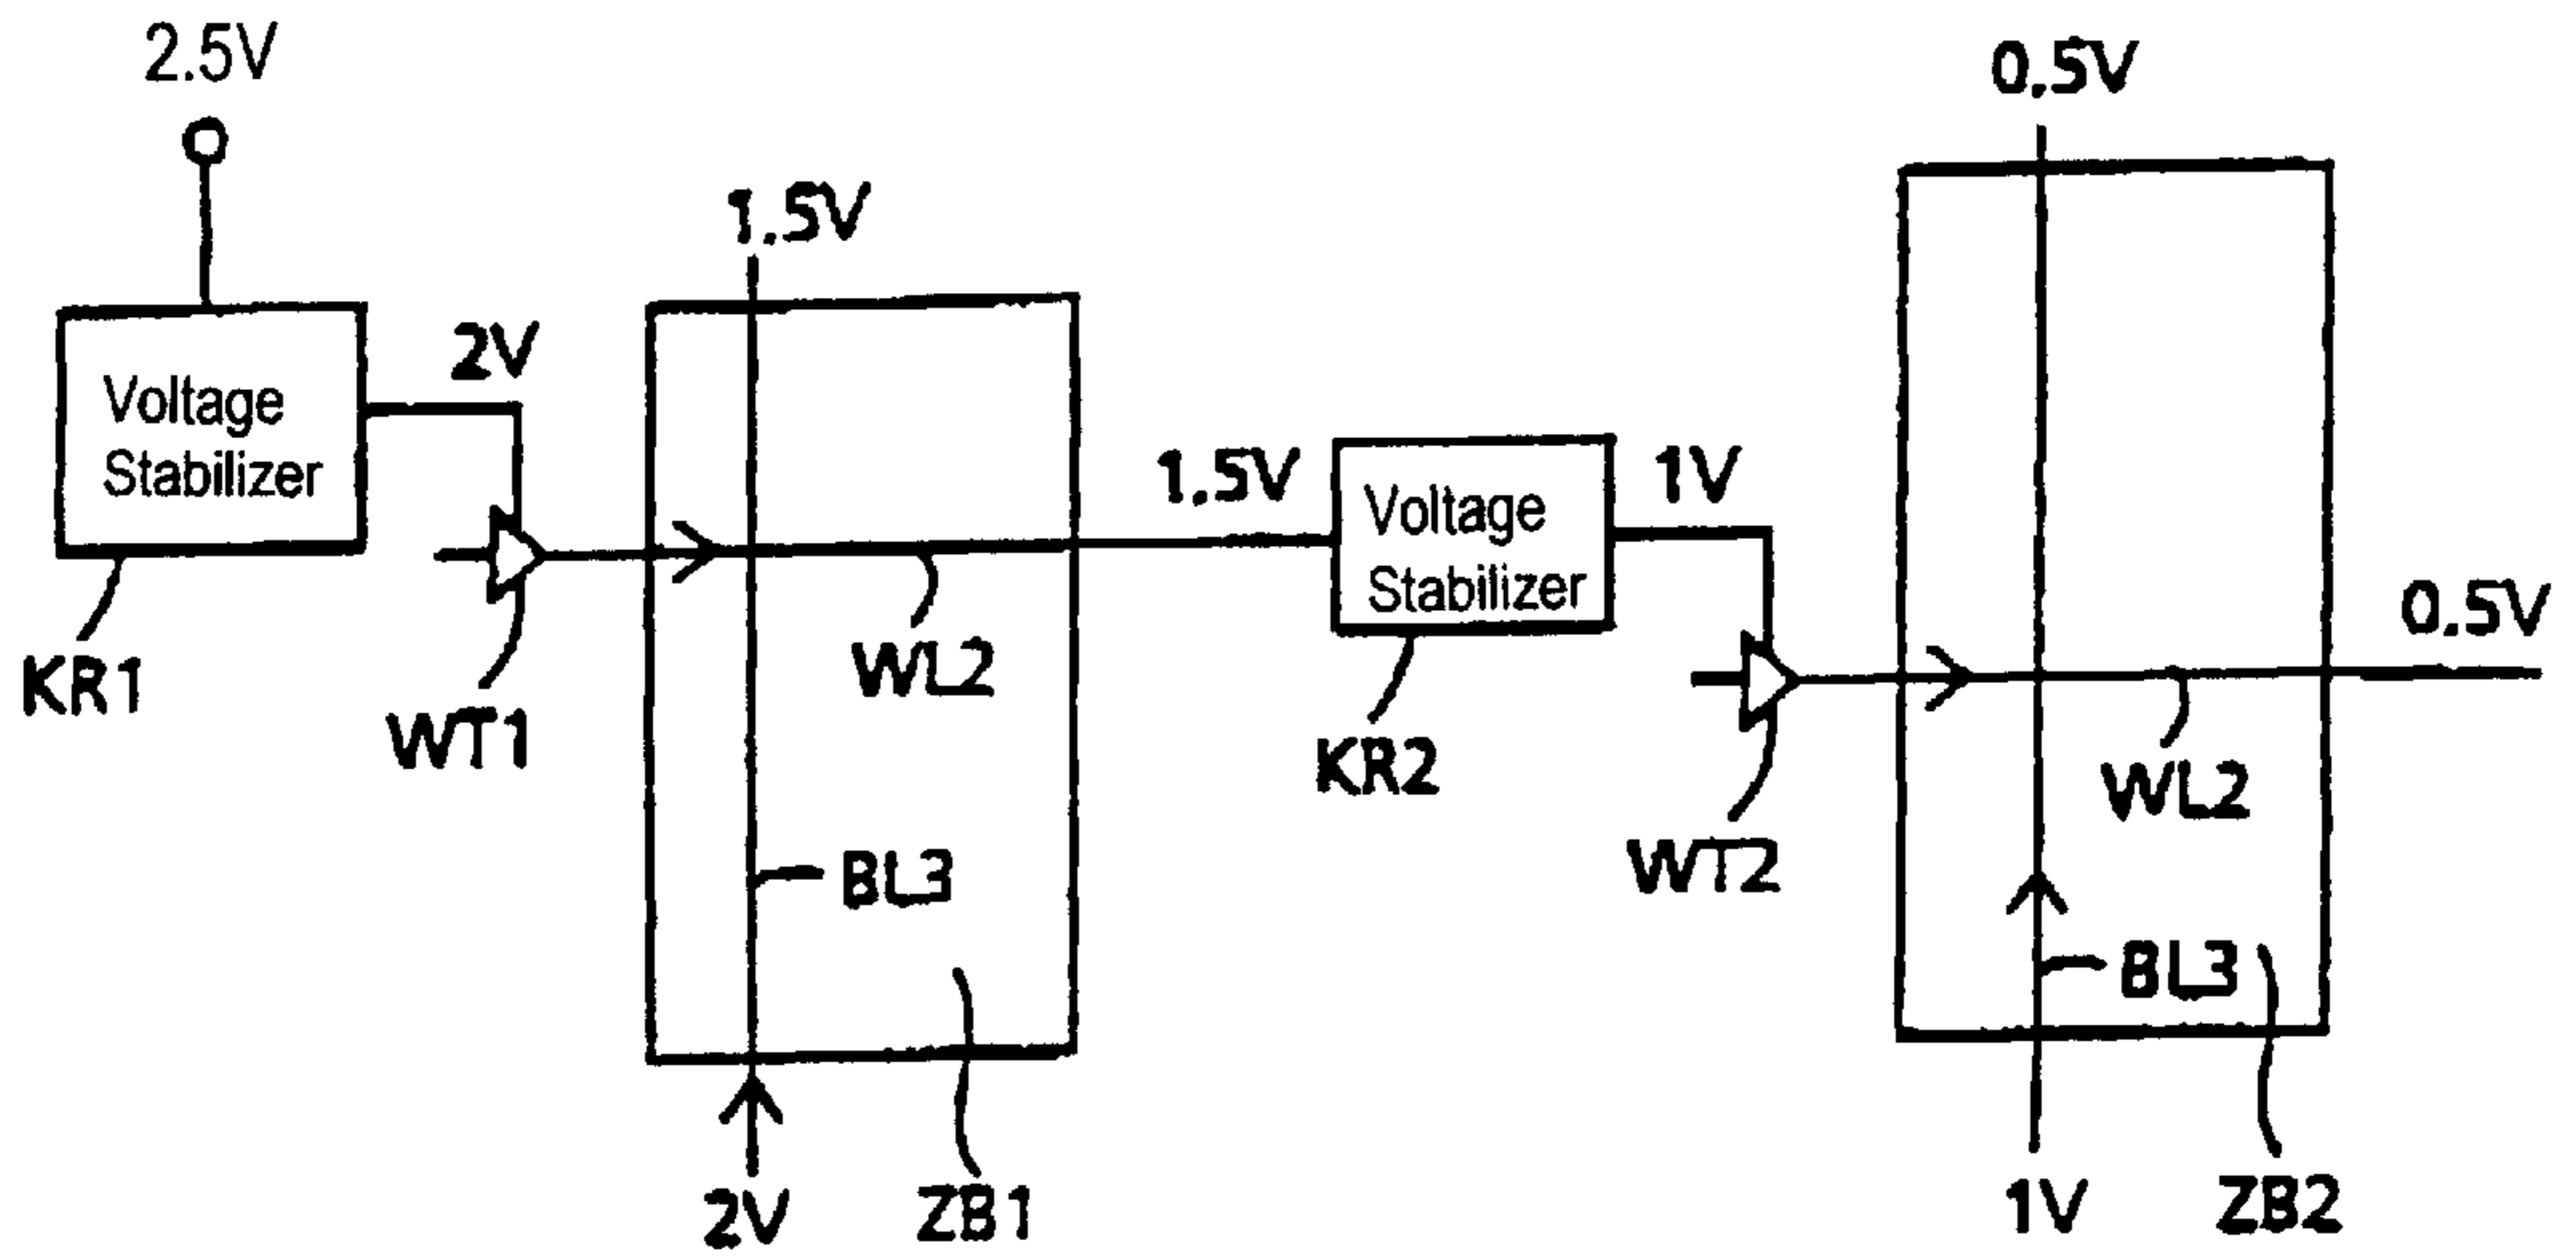 2.5V
Voltage
Stabilizer
KR1
2V
WT1
1.5V
WL2
BL3
2V
ZB1
1.5V
Voltage
Stabilizer
KR2
1V
WT2
0.5V
WL2
0.5V
BL3
1V
ZB2